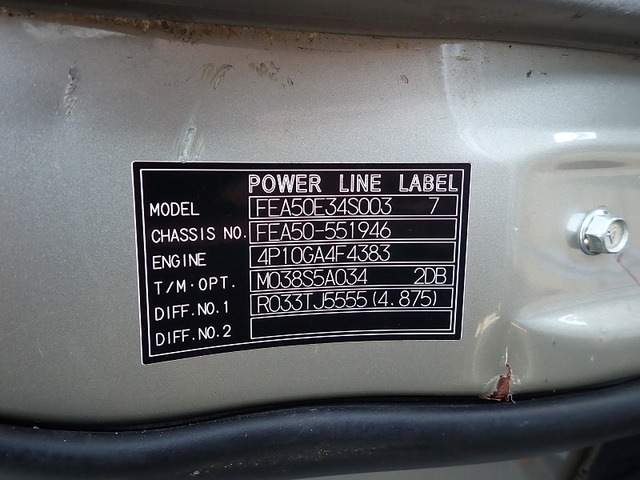 POWER LINE LABEL
MODEL FEA50E34S003 7
CHASSIS NO. FEA50-551946
ENGINE 4P10GA4F4383
T/M·OPT. M038S5A034 2DB
DIFF.NO.1 R033TJ5555(4.875)
DIFF.NO.2